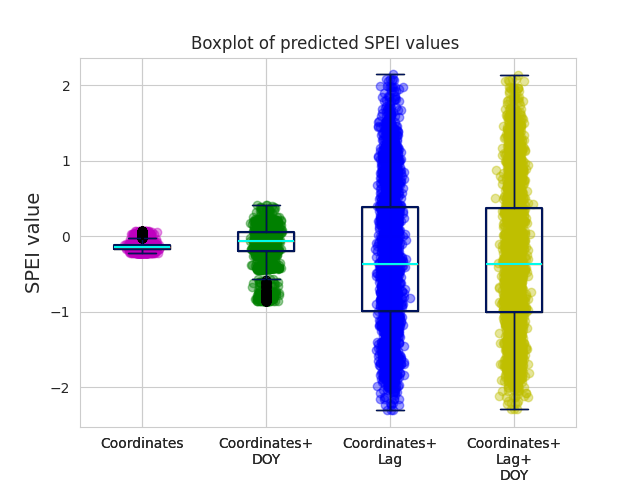 Boxplot of predicted SPEI values
SPEI value
2
1
0
−1
−2
Coordinates
Coordinates+
DOY
Coordinates+
Lag
Coordinates+
Lag+
DOY